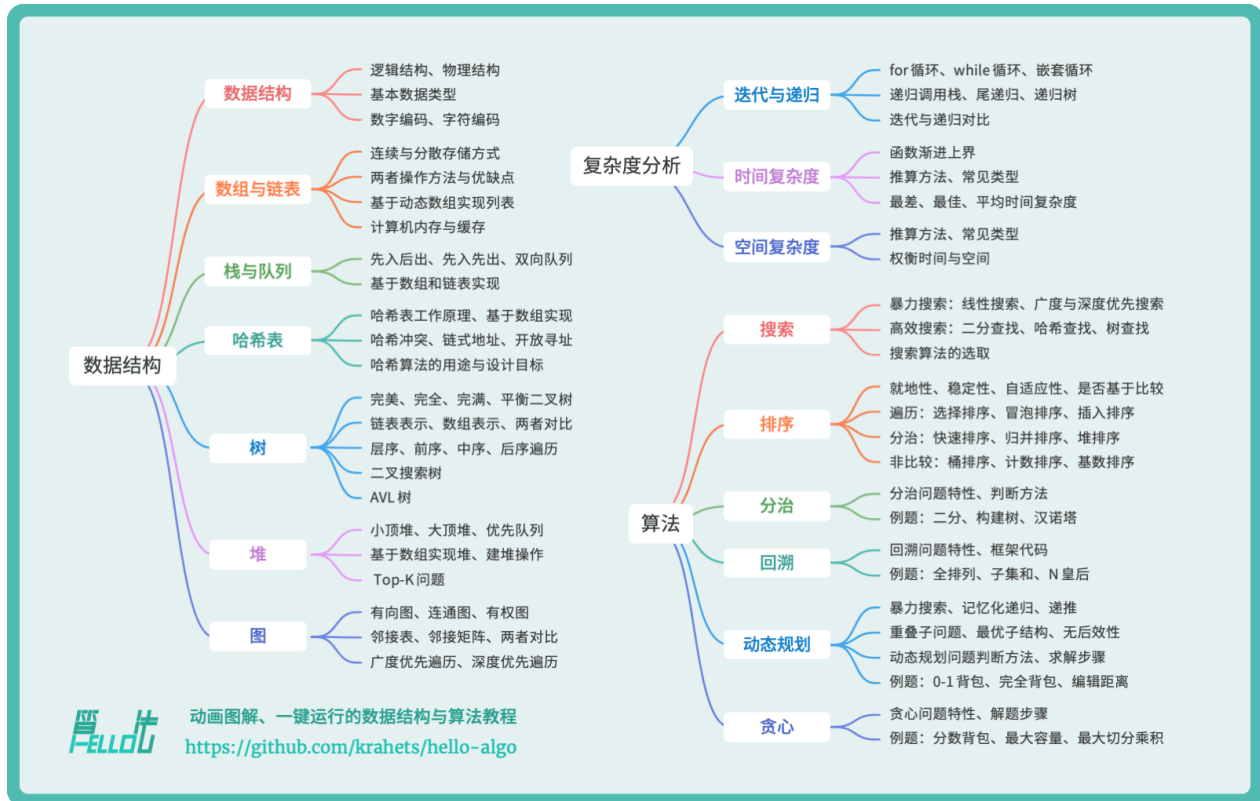 数据结构
数据结构
逻辑结构、物理结构
基本数据类型
数字编码、字符编码
数组与链表
连续与分散存储方式
两者操作方法与优缺点
基于动态数组实现列表
计算机内存与缓存
栈与队列
先入后出、先入先出、双向队列
基于数组和链表实现
哈希表
哈希表工作原理、基于数组实现
哈希冲突、链式地址、开放寻址
哈希算法的用途与设计目标
树
完美、完全、完满、平衡二叉树
链表表示、数组表示、两者对比
层序、前序、中序、后序遍历
二叉搜索树
AVL 树
堆
小顶堆、大顶堆、优先队列
基于数组实现堆、建堆操作
Top-K 问题
图
有向图、连通图、有权图
邻接表、邻接矩阵、两者对比
广度优先遍历、深度优先遍历
复杂度分析
迭代与递归
for 循环、while 循环、嵌套循环
递归调用栈、尾递归、递归树
迭代与递归对比
时间复杂度
函数渐进上界
推算方法、常见类型
最差、最佳、平均时间复杂度
空间复杂度
推算方法、常见类型
权衡时间与空间
算法
搜索
暴力搜索：线性搜索、广度与深度优先搜索
高效搜索：二分查找、哈希查找、树查找
搜索算法的选取
排序
就地性、稳定性、自适应性、是否基于比较
遍历：选择排序、冒泡排序、插入排序
分治：快速排序、归并排序、堆排序
非比较：桶排序、计数排序、基数排序
分治
分治问题特性、判断方法
例题：二分、构建树、汉诺塔
回溯
回溯问题特性、框架代码
例题：全排列、子集和、N 皇后
动态规划
暴力搜索、记忆化递归、递推
重叠子问题、最优子结构、无后效性
动态规划问题判断方法、求解步骤
例题：0-1 背包、完全背包、编辑距离
贪心
贪心问题特性、解题步骤
例题：分数背包、最大容量、最大切分乘积
HELLO算法
动画图解、一键运行的数据结构与算法教程
https://github.com/krahets/hello-algo